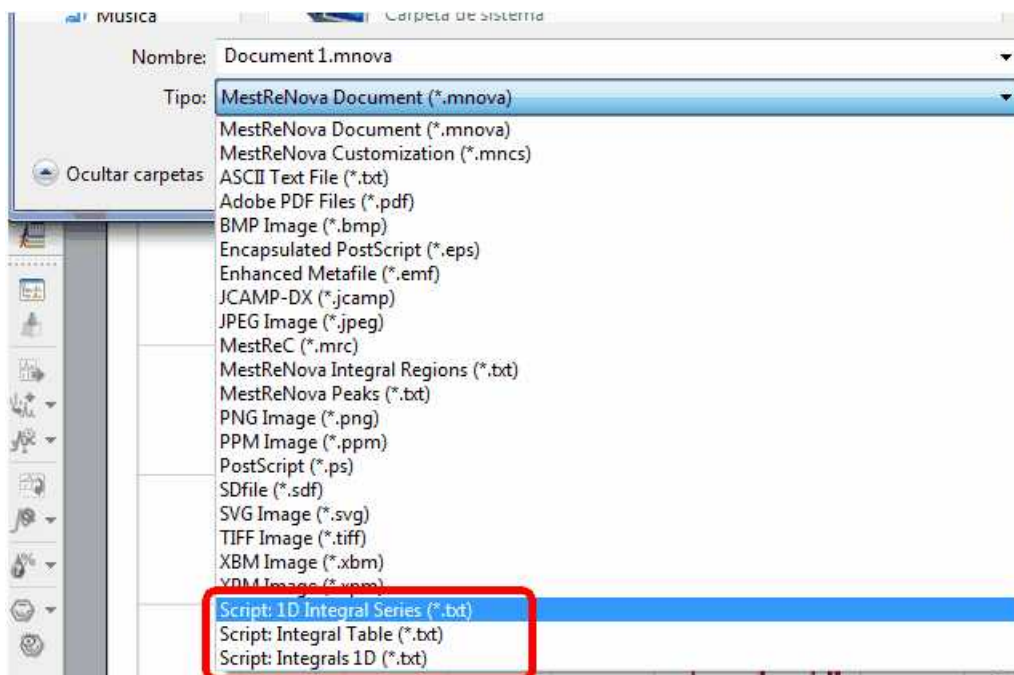 Música
Carpeta de sistema
Nombre: Document 1.mnova
Tipo: MestReNova Document (*.mnova)
MestReNova Document (*.mnova)
MestReNova Customization (*.mncs)
Ocultar carpetas
ASCII Text File (*.txt)
Adobe PDF Files (*.pdf)
BMP Image (*.bmp)
Encapsulated PostScript (*.eps)
Enhanced Metafile (*.emf)
JCAMP-DX (*.jcamp)
JPEG Image (*.jpeg)
MestReC (*.mrc)
MestReNova Integral Regions (*.txt)
MestReNova Peaks (*.txt)
PNG Image (*.png)
PPM Image (*.ppm)
PostScript (*.ps)
SDfile (*.sdf)
SVG Image (*.svg)
TIFF Image (*.tiff)
XBM Image (*.xbm)
XPM Image (*.xpm)
Script: 1D Integral Series (*.txt)
Script: Integral Table (*.txt)
Script: Integrals 1D (*.txt)